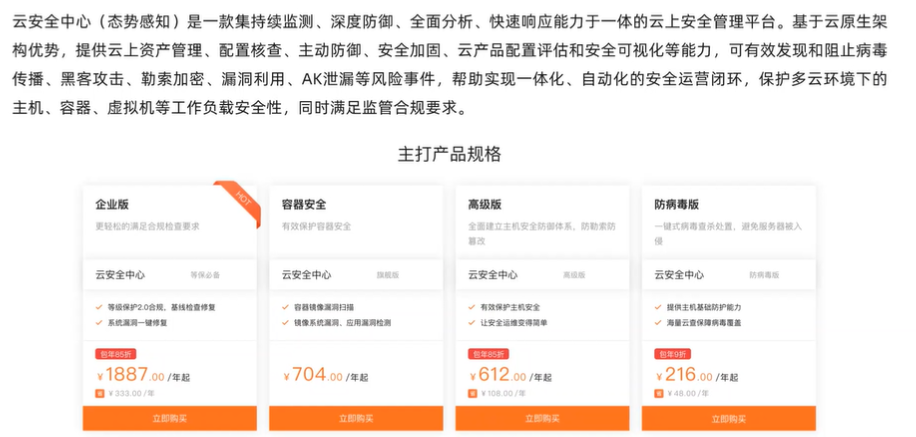 云安全中心（态势感知）是一款集持续监测、深度防御、全面分析、快速响应能力于一体的云上安全管理平台。基于云原生架
构优势，提供云上资产管理、配置核查、主动防御、安全加固、云产品配置评估和安全可视化等能力，可有效发现和阻止病毒
传播、黑客攻击、勒索加密、漏洞利用、AK泄漏等风险事件，帮助实现一体化、自动化的安全运营闭环，保护多云环境下的
主机、容器、虚拟机等工作负载安全性，同时满足监管合规要求。
主打产品规格
企业版
HOT
更轻松的满足合规检查要求
云安全中心 等保必备
等级保护2.0合规，基线检查修复
系统漏洞一键修复
包年85折
¥1887.00 /年起
省 ¥333.00 /年
立即购买
容器安全
有效保护容器安全
云安全中心 旗舰版
容器镜像漏洞扫描
镜像系统漏洞、应用漏洞检测
¥704.00 /年起
立即购买
高级版
全面建立主机安全防御体系，防勒索防
篡改
云安全中心 高级版
有效保护主机安全
让安全运维变得简单
包年85折
¥612.00 /年起
省 ¥108.00 /年
立即购买
防病毒版
一键式病毒查杀处置，避免服务器被入
侵
云安全中心 防病毒版
提供主机基础防护能力
海量云查保障病毒覆盖
包年9折
¥216.00 /年起
省 ¥48.00 /年
立即购买